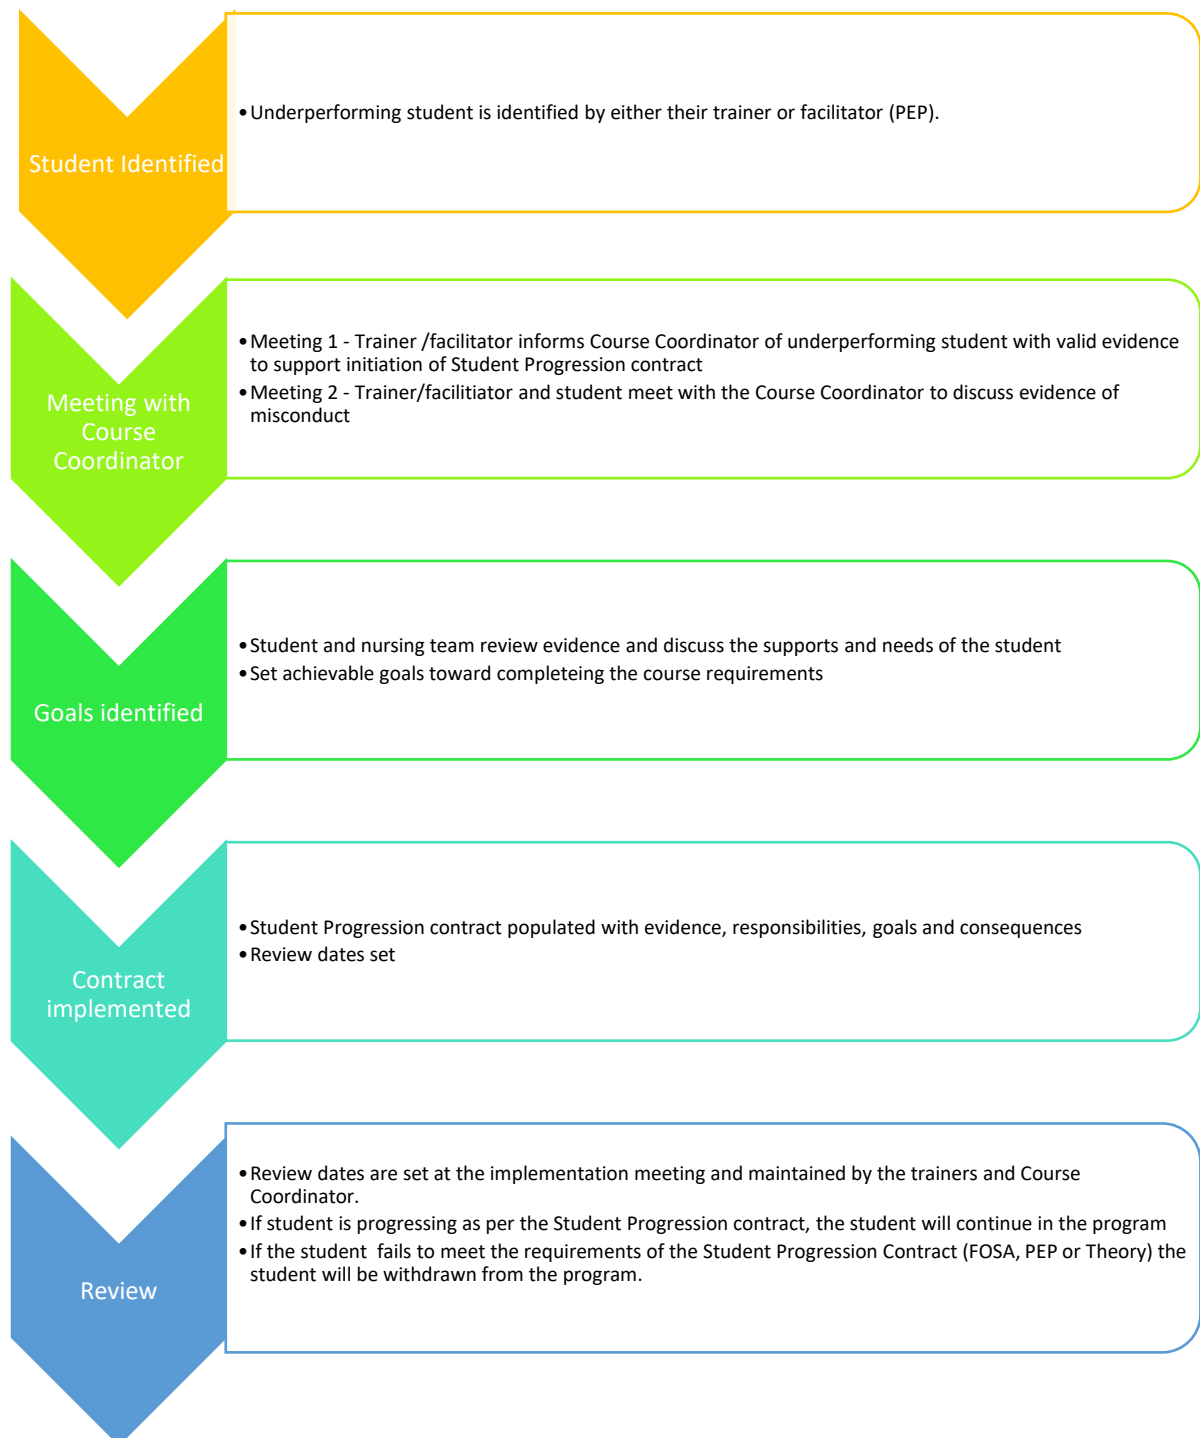 Student Identified
•Underperforming student is identified by either their trainer or facilitator (PEP).
Meeting with
Course
Coordinator
•Meeting 1 - Trainer /facilitator informs Course Coordinator of underperforming student with valid evidence
to support initiation of Student Progression contract
•Meeting 2 - Trainer/facilitiator and student meet with the Course Coordinator to discuss evidence of
misconduct
Goals identified
•Student and nursing team review evidence and discuss the supports and needs of the student
•Set achievable goals toward completeing the course requirements
Contract
implemented
•Student Progression contract populated with evidence, responsibilities, goals and consequences
•Review dates set
Review
•Review dates are set at the implementation meeting and maintained by the trainers and Course
Coordinator.
•If student is progressing as per the Student Progression contract, the student will continue in the program
•If the student  fails to meet the requirements of the Student Progression Contract (FOSA, PEP or Theory) the
student will be withdrawn from the program.